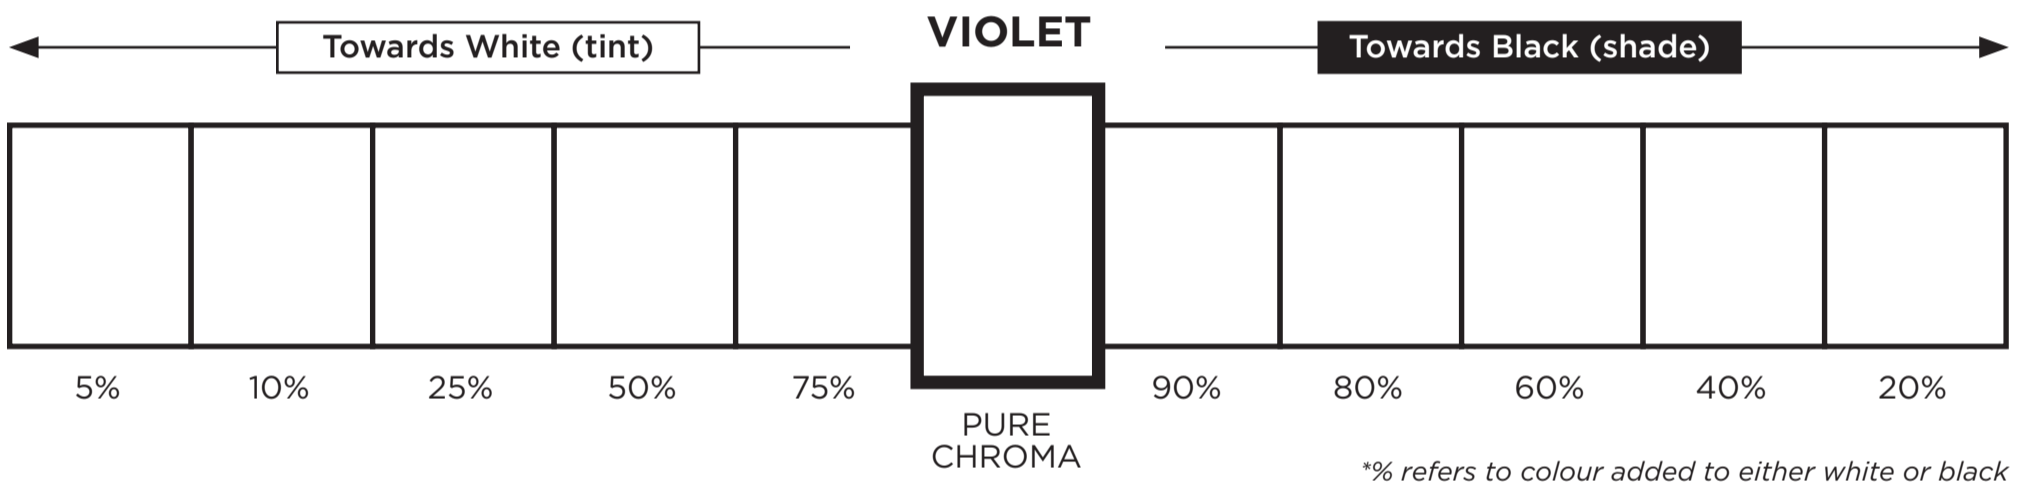 Towards White (tint)
VIOLET
Towards Black (shade)
5%
10%
25%
50%
75%
90%
80%
60%
40%
20%
PURE
CHROMA
*% refers to colour added to either white or black